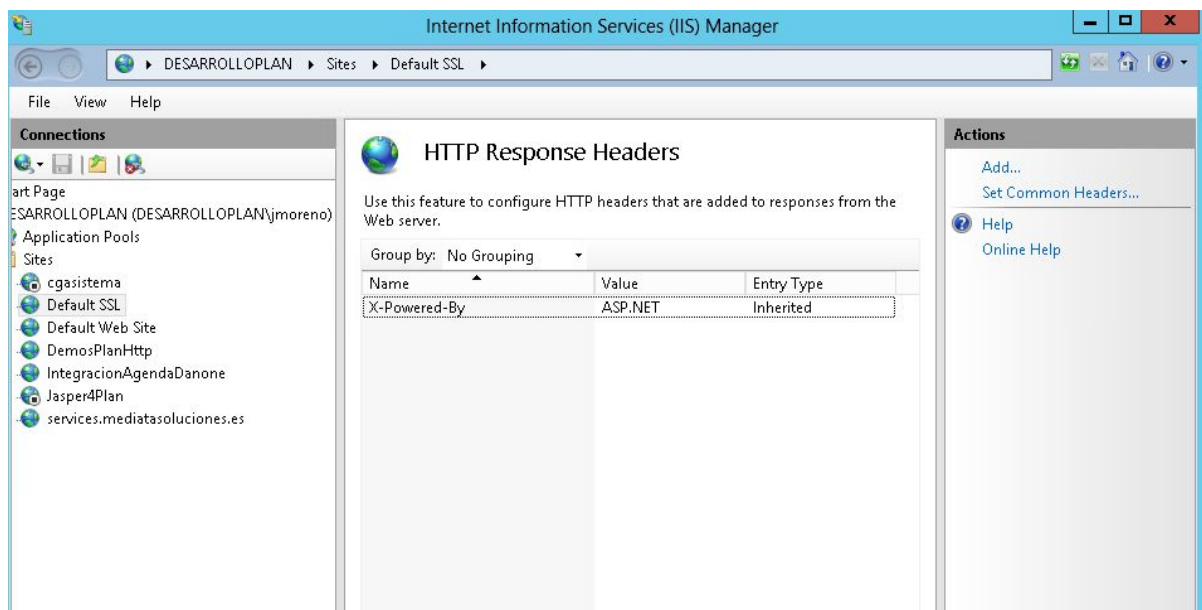 Internet Information Services (IIS) Manager
DESARROLLOPLAN Sites Default SSL
File View Help
Connections
art Page
ESARROLLOPLAN (DESARROLLOPLAN\jmoreno)
Application Pools
Sites
cgasistema
Default SSL
Default Web Site
DemosPlanHttp
IntegracionAgendaDanone
Jasper4Plan
services.mediatasoluciones.es
HTTP Response Headers
Use this feature to configure HTTP headers that are added to responses from the
Web server.
Group by: No Grouping
Name Value Entry Type
X-Powered-By ASP.NET Inherited
Actions
Add...
Set Common Headers...
Help
Online Help